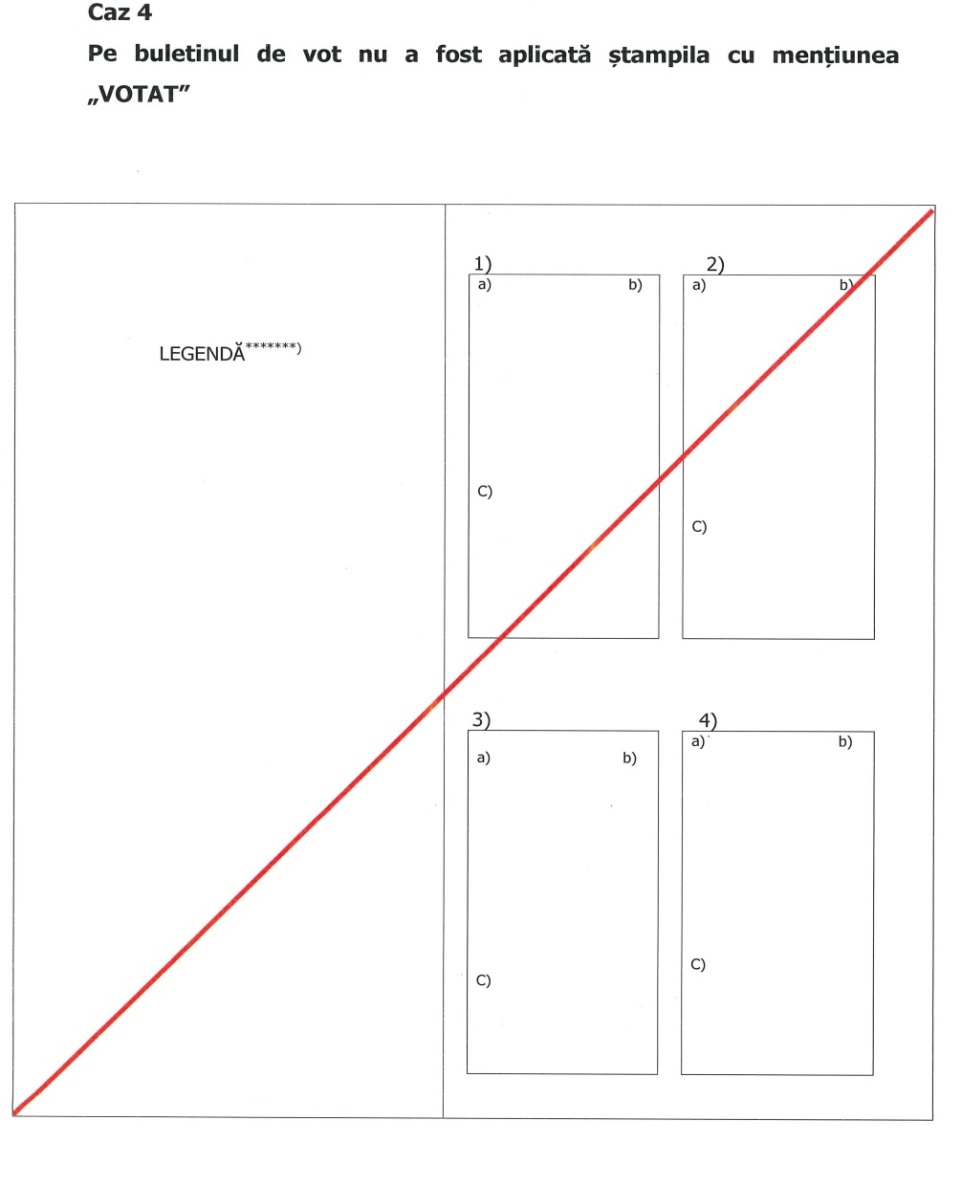 Caz 4
Pe buletinul de vot nu a fost aplicată ștampila cu mențiunea
„VOTAT”
1) 2)
a) b) a) b)
LEGENDĂ*******)
C)
C)
3) 4)
a) b)
a) b)
C)
C)